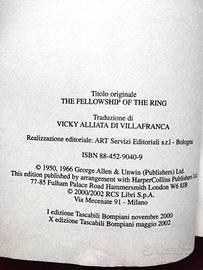 Titolo originale
THE FELLOWSHIP OF THE RING
Traduzione di
VICKY ALLIATA DI VILLAFRANCA
Realizzazione editoriale: ART Servizi Editoriali s.r.l - Bologna
ISBN 88-452-9040-9
© 1950, 1966 George Allen & Unwin (Publishers) Ltd.
This edition published by arrangement with HarperCollins Publishers Ltd
77-85 Fulham Palace Road Hammersmith London W6 8JB
© 2000/2002 RCS Libri S.p.A.
Via Mecenate 91 - Milano
I edizione Tascabili Bompiani novembre 2000
X edizione Tascabili Bompiani maggio 2002